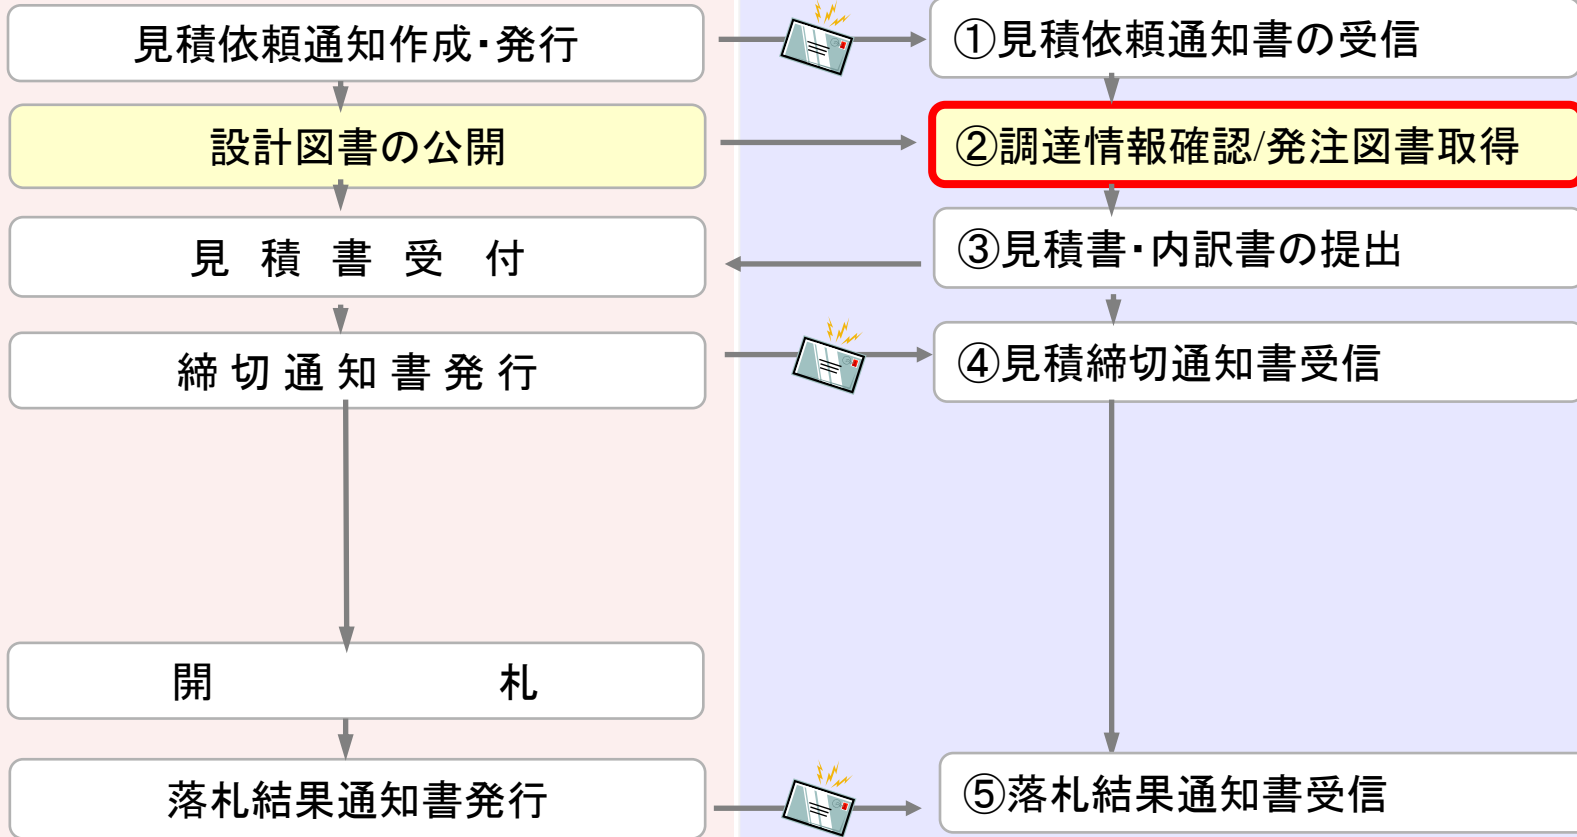 見積依頼通知作成・発行
①見積依頼通知書の受信
設計図書の公開
②調達情報確認/発注図書取得
見 積 書 受 付
③見積書・内訳書の提出
締 切 通 知 書 発 行
④見積締切通知書受信
開 札
落札結果通知書発行
⑤落札結果通知書受信